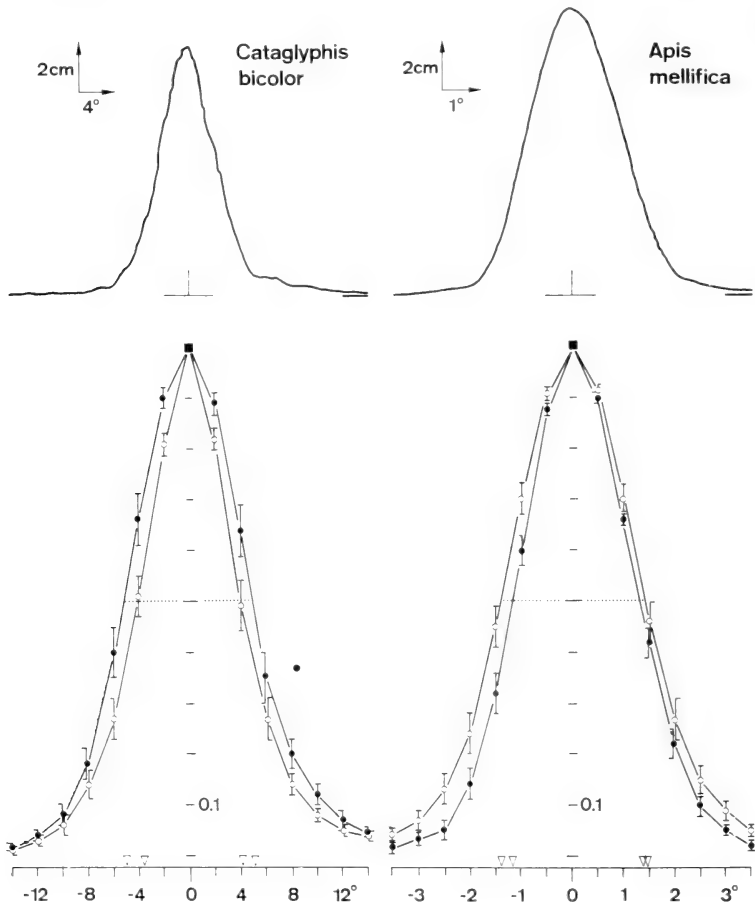 2cm
4°
Cataglyphis
bicolor
2cm
1°
Apis
mellifica
0.1
0.1
-12 -8 -4 0 4 8 12°
-3 -2 -1 0 1 2 3°